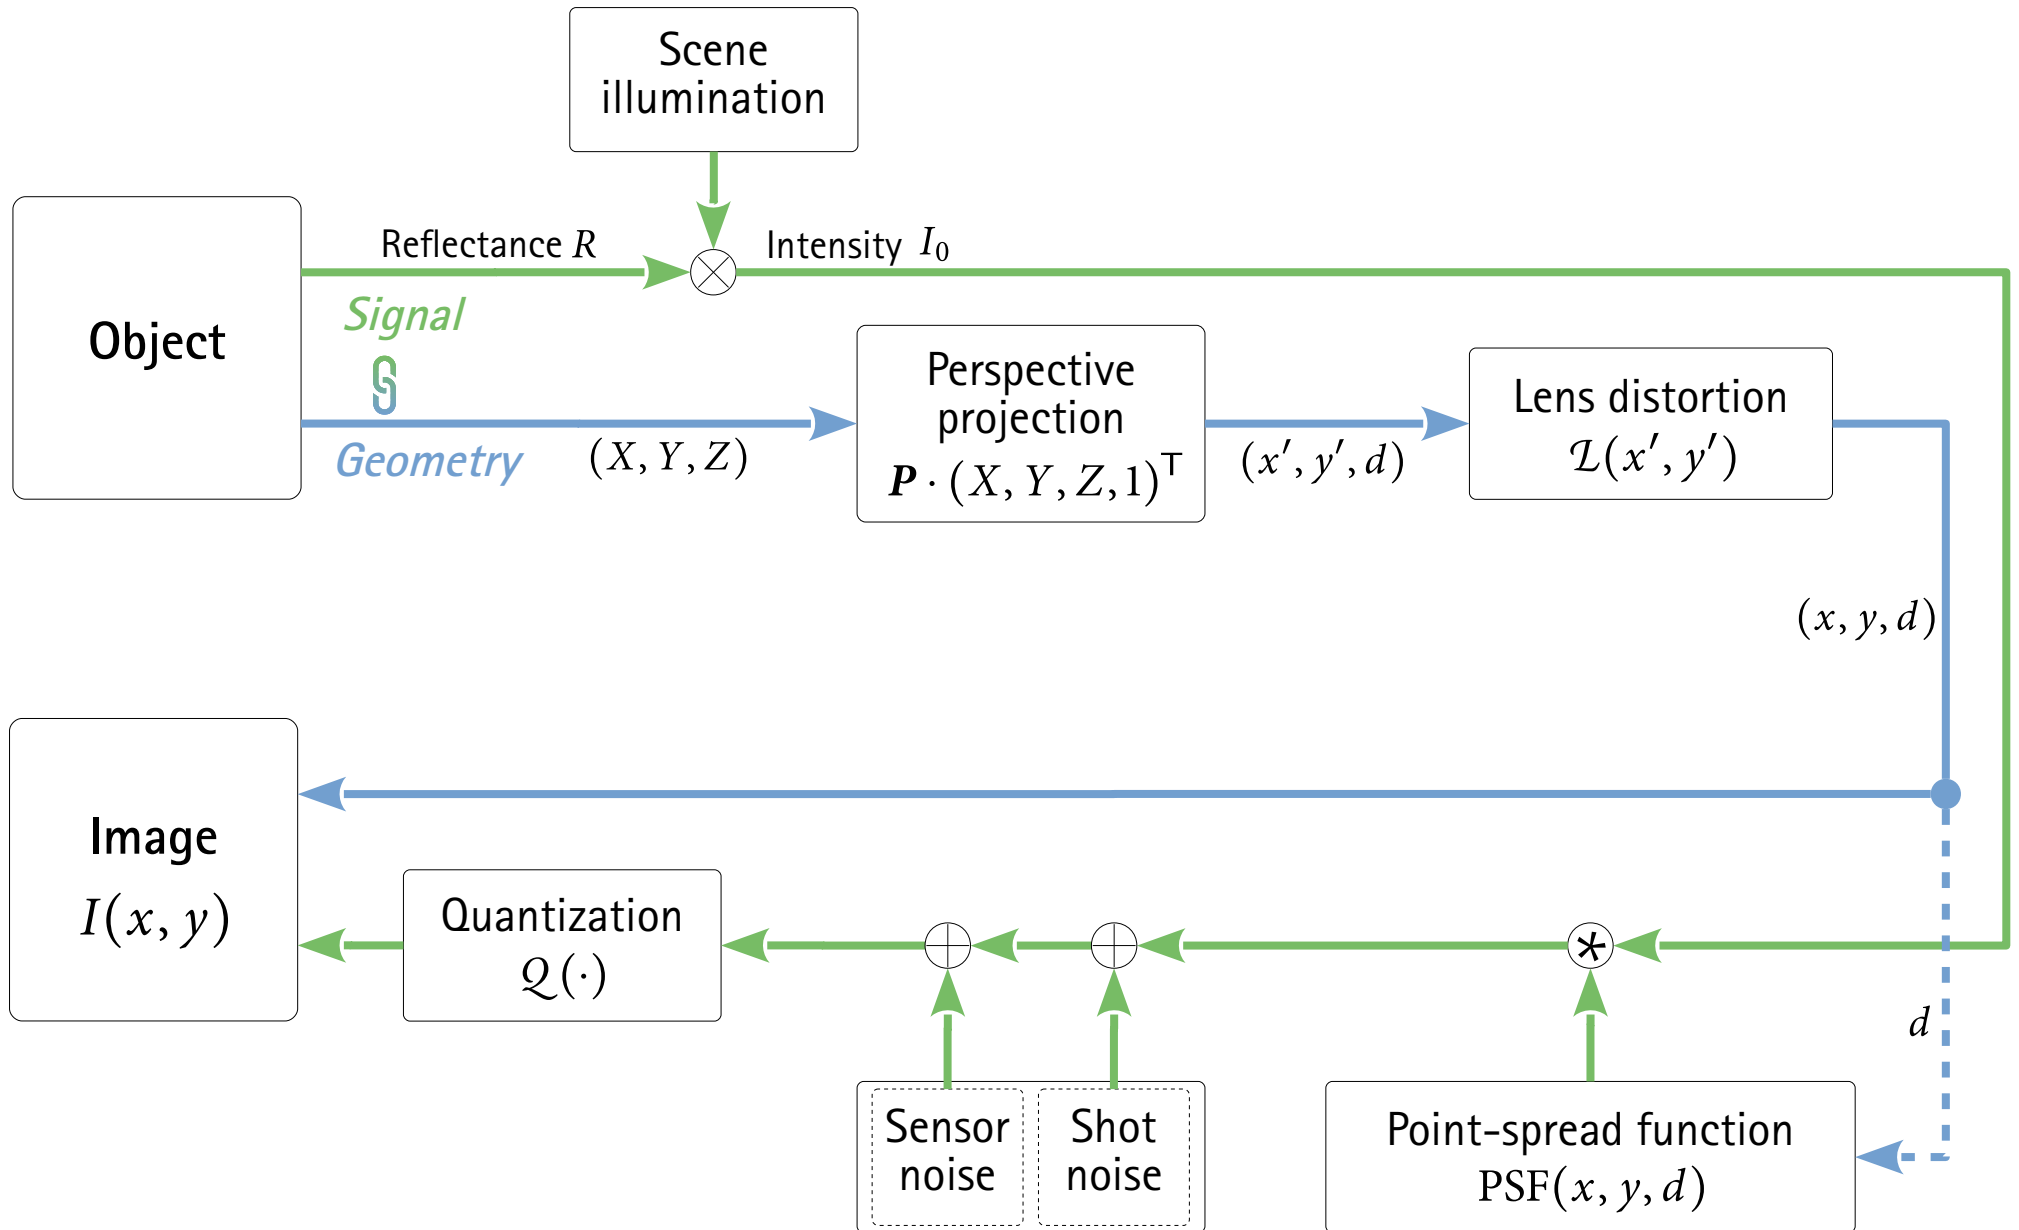 Scene
illumination
Reflectance R
Intensity I₀
Signal
Object
Geometry
(X, Y, Z)
Perspective
projection
P · (X, Y, Z, 1)ᵀ
(x′, y′, d)
Lens distortion
ℒ(x′, y′)
(x, y, d)
Image
I(x, y)
Quantization
𝒬(·)
d
Sensor
noise
Shot
noise
Point-spread function
PSF(x, y, d)